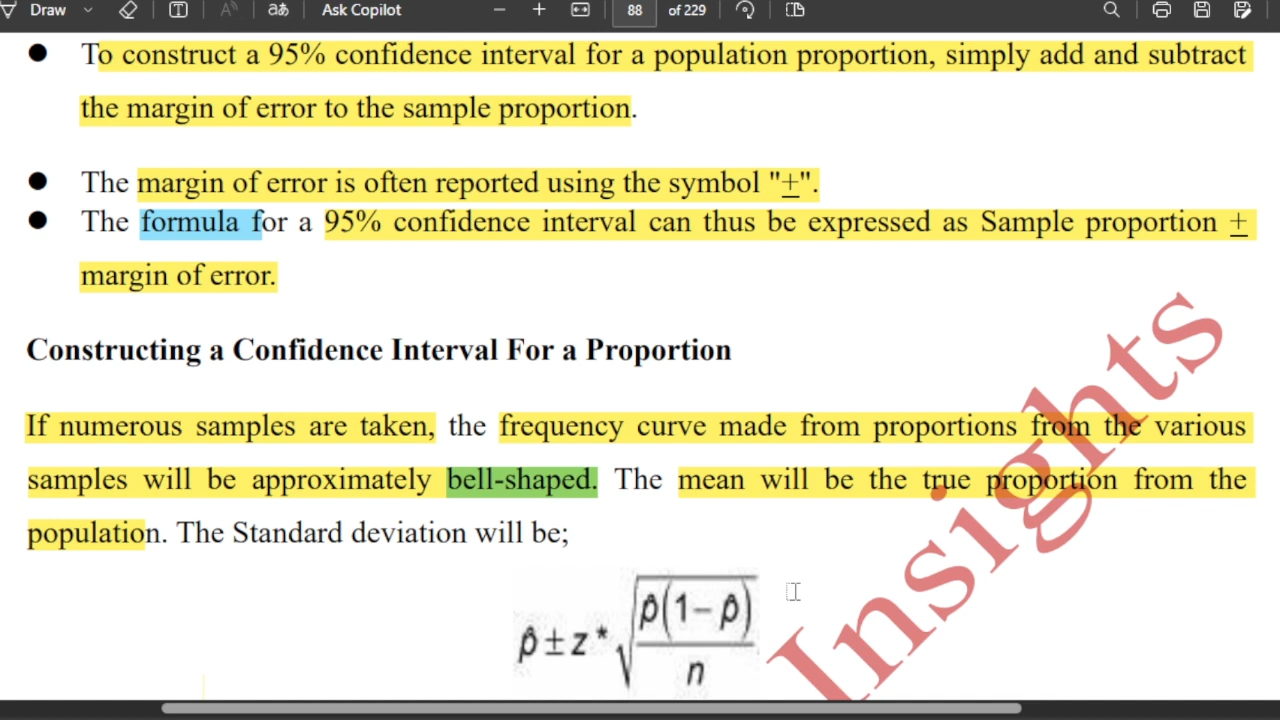 Draw
Ask Copilot
88 of 229
● To construct a 95% confidence interval for a population proportion, simply add and subtract
the margin of error to the sample proportion.
● The margin of error is often reported using the symbol "±".
● The formula for a 95% confidence interval can thus be expressed as Sample proportion ±
margin of error.
Constructing a Confidence Interval For a Proportion
If numerous samples are taken, the frequency curve made from proportions from the various
samples will be approximately bell-shaped. The mean will be the true proportion from the
population. The Standard deviation will be;
p̂ ± z* √(p̂(1 − p̂) / n)
Insights